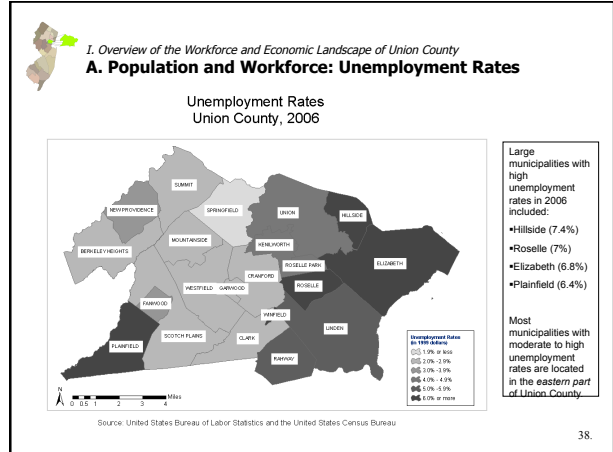 I. Overview of the Workforce and Economic Landscape of Union County
A. Population and Workforce: Unemployment Rates
Unemployment Rates
Union County, 2006
SUMMIT
NEW PROVIDENCE
SPRINGFIELD
UNION
HILLSIDE
BERKELEY HEIGHTS
MOUNTAINSIDE
KENILWORTH
ROSELLE PARK
ELIZABETH
CRANFORD
WESTFIELD
GARWOOD
ROSELLE
FANWOOD
WINFIELD
LINDEN
SCOTCH PLAINS
CLARK
PLAINFIELD
RAHWAY
Unemployment Rates
(in 1999 dollars)
1.9% or less
2.0% -2.9%
3.0% -3.9%
4.0% - 4.9%
5.0% -5.9%
6.0% or more
N
Miles
0 0.5 1 2 3 4
Source: United States Bureau of Labor Statistics and the United States Census Bureau
Large
municipalities with
high
unemployment
rates in 2006
included:
▪Hillside (7.4%)
▪Roselle (7%)
▪Elizabeth (6.8%)
▪Plainfield (6.4%)
Most
municipalities with
moderate to high
unemployment
rates are located
in the eastern part
of Union County
38.